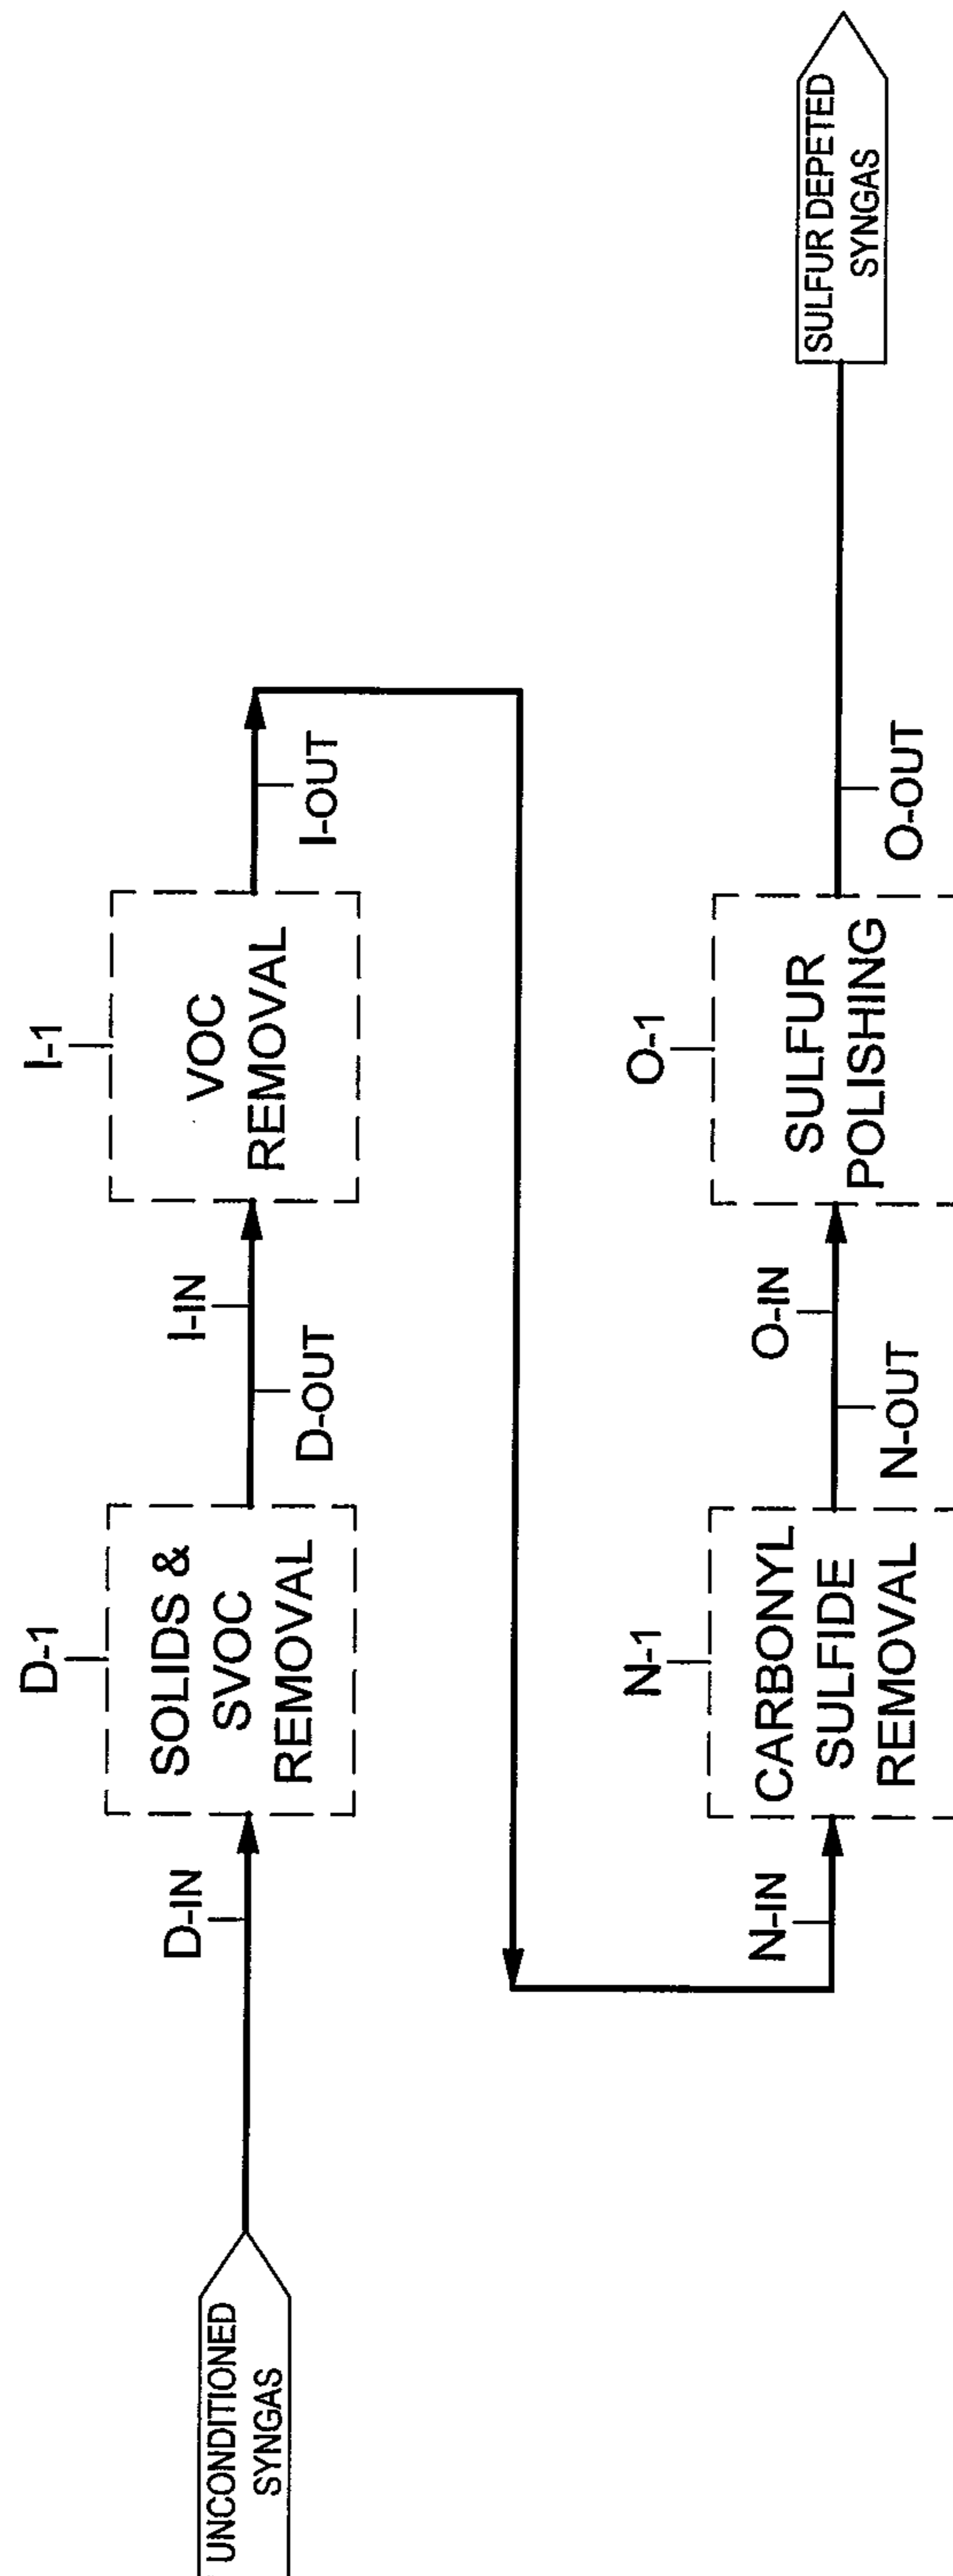 UNCONDITIONED
SYNGAS
D-IN
D-1
SOLIDS &
SVOC
REMOVAL
D-OUT
I-IN
I-1
VOC
REMOVAL
I-OUT
N-IN
N-1
CARBONYL
SULFIDE
REMOVAL
N-OUT
O-IN
O-1
SULFUR
POLISHING
O-OUT
SULFUR DEPETED
SYNGAS